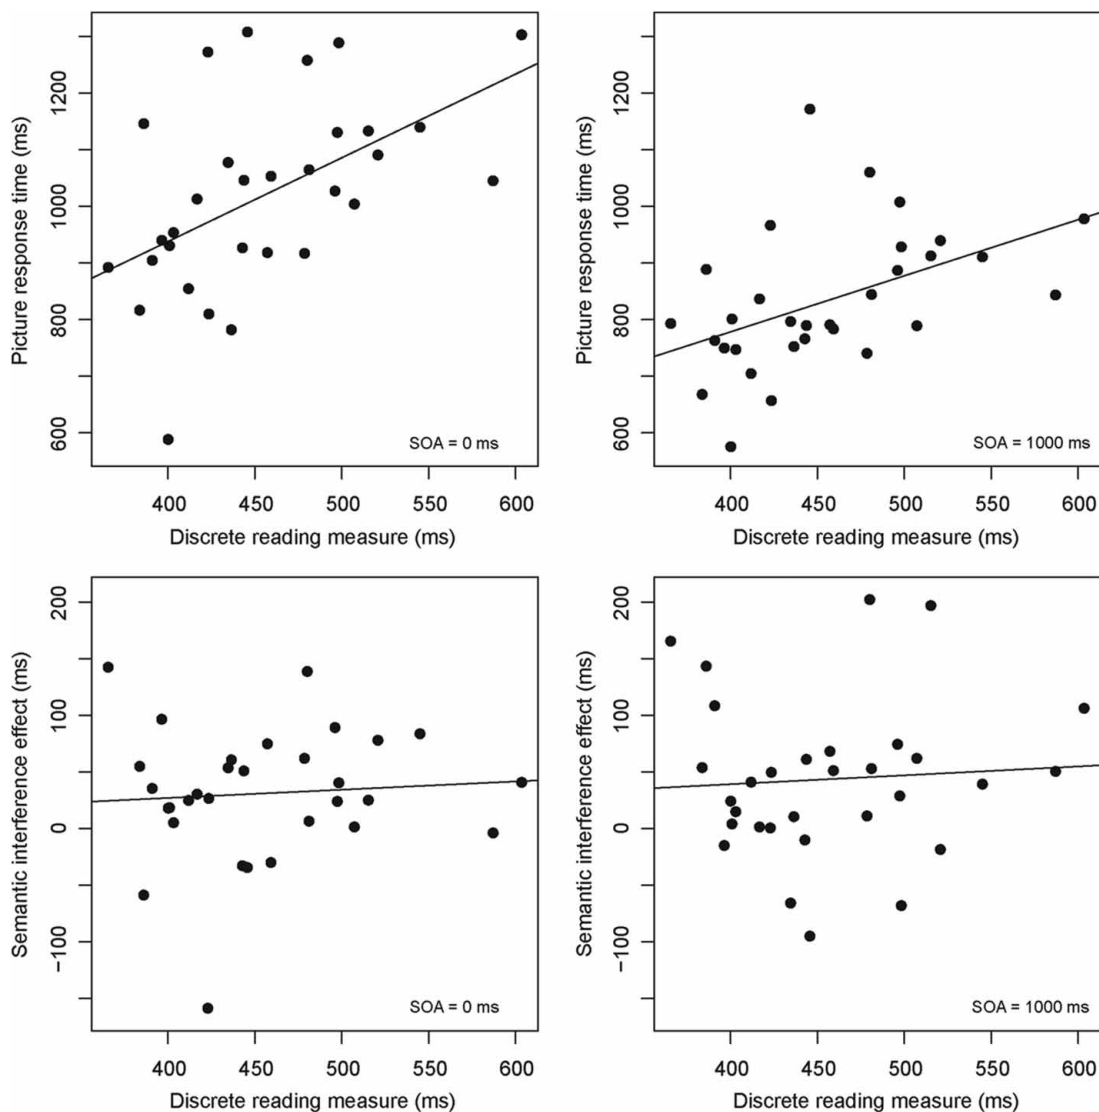 Picture response time (ms)
1200
1000
800
600
SOA = 0 ms
400 450 500 550 600
Discrete reading measure (ms)
Picture response time (ms)
1200
1000
800
600
SOA = 1000 ms
400 450 500 550 600
Discrete reading measure (ms)
Semantic interference effect (ms)
200
100
0
−100
SOA = 0 ms
400 450 500 550 600
Discrete reading measure (ms)
Semantic interference effect (ms)
200
100
0
−100
SOA = 1000 ms
400 450 500 550 600
Discrete reading measure (ms)